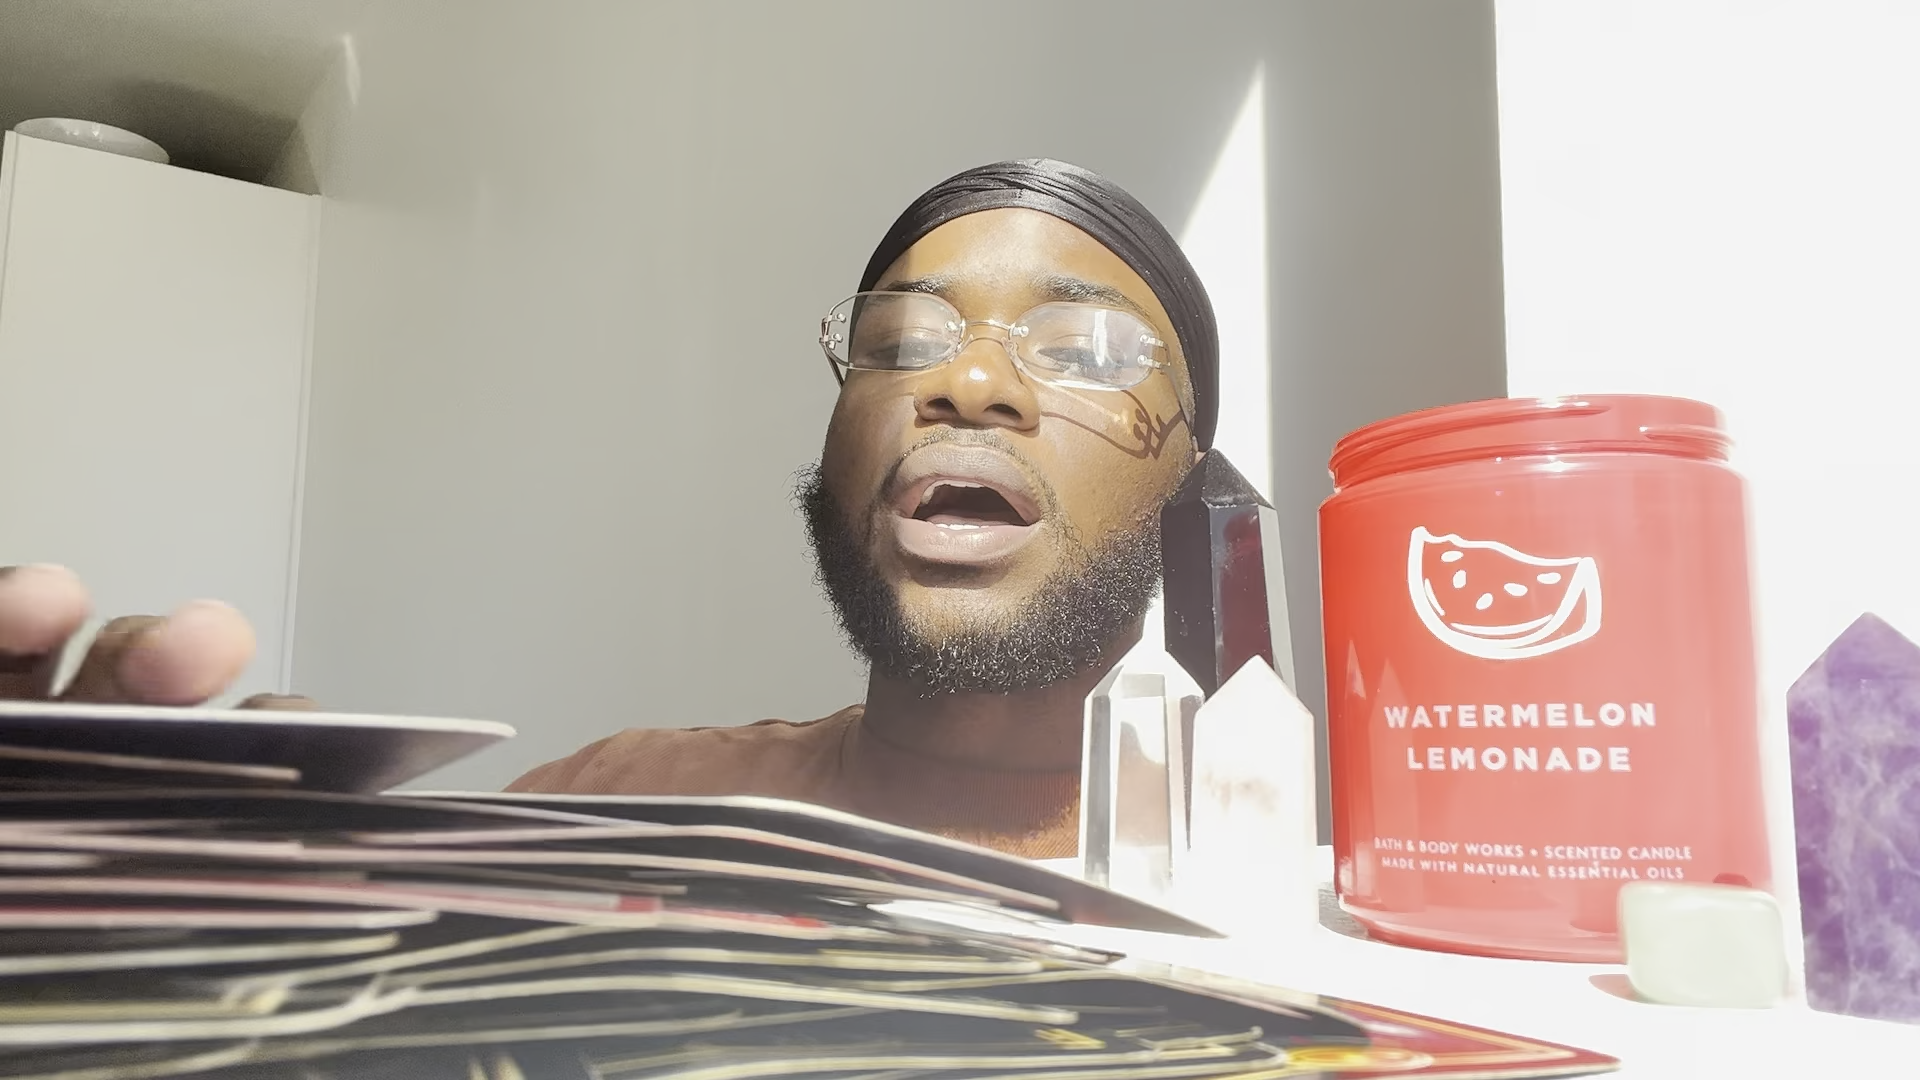 WATERMELON
LEMONADE
BATH & BODY WORKS • SCENTED CANDLE
MADE WITH NATURAL ESSENTIAL OILS